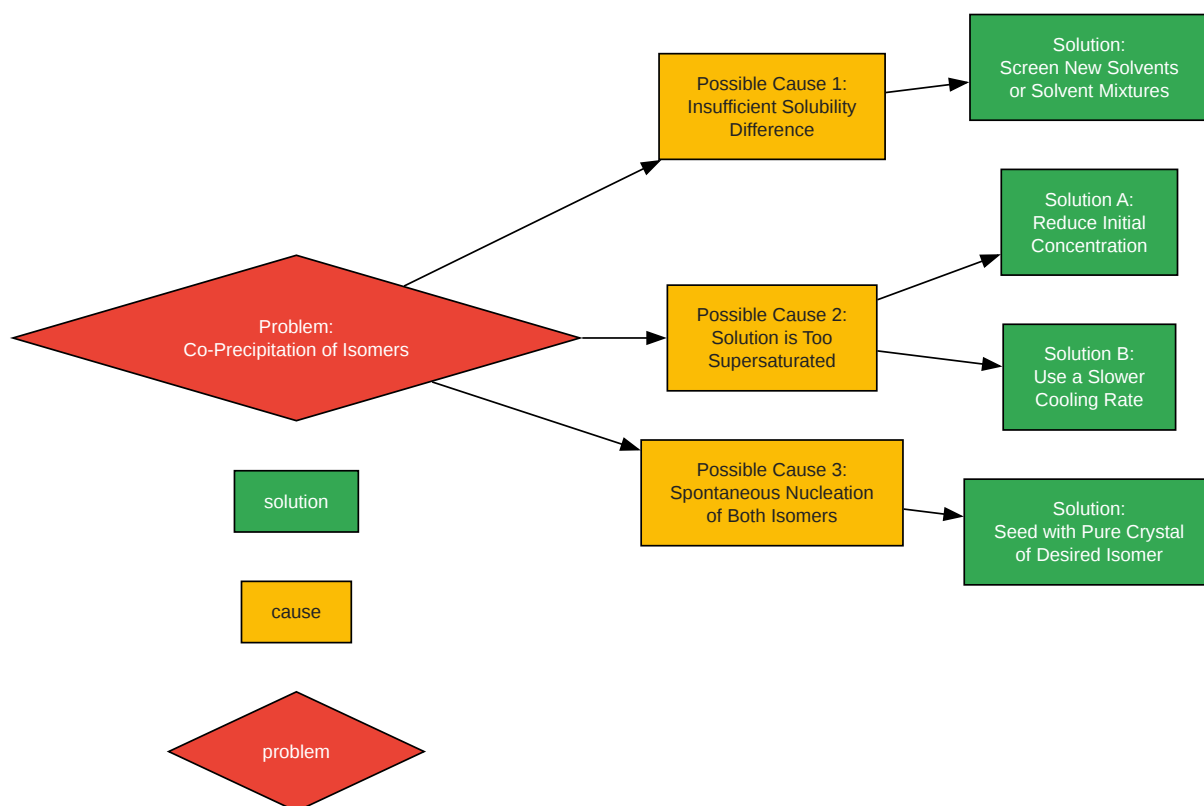 Problem:
Co-Precipitation of Isomers
Possible Cause 1:
Insufficient Solubility
Difference
Solution:
Screen New Solvents
or Solvent Mixtures
Possible Cause 2:
Solution is Too
Supersaturated
Solution A:
Reduce Initial
Concentration
Solution B:
Use a Slower
Cooling Rate
Possible Cause 3:
Spontaneous Nucleation
of Both Isomers
Solution:
Seed with Pure Crystal
of Desired Isomer
solution
cause
problem